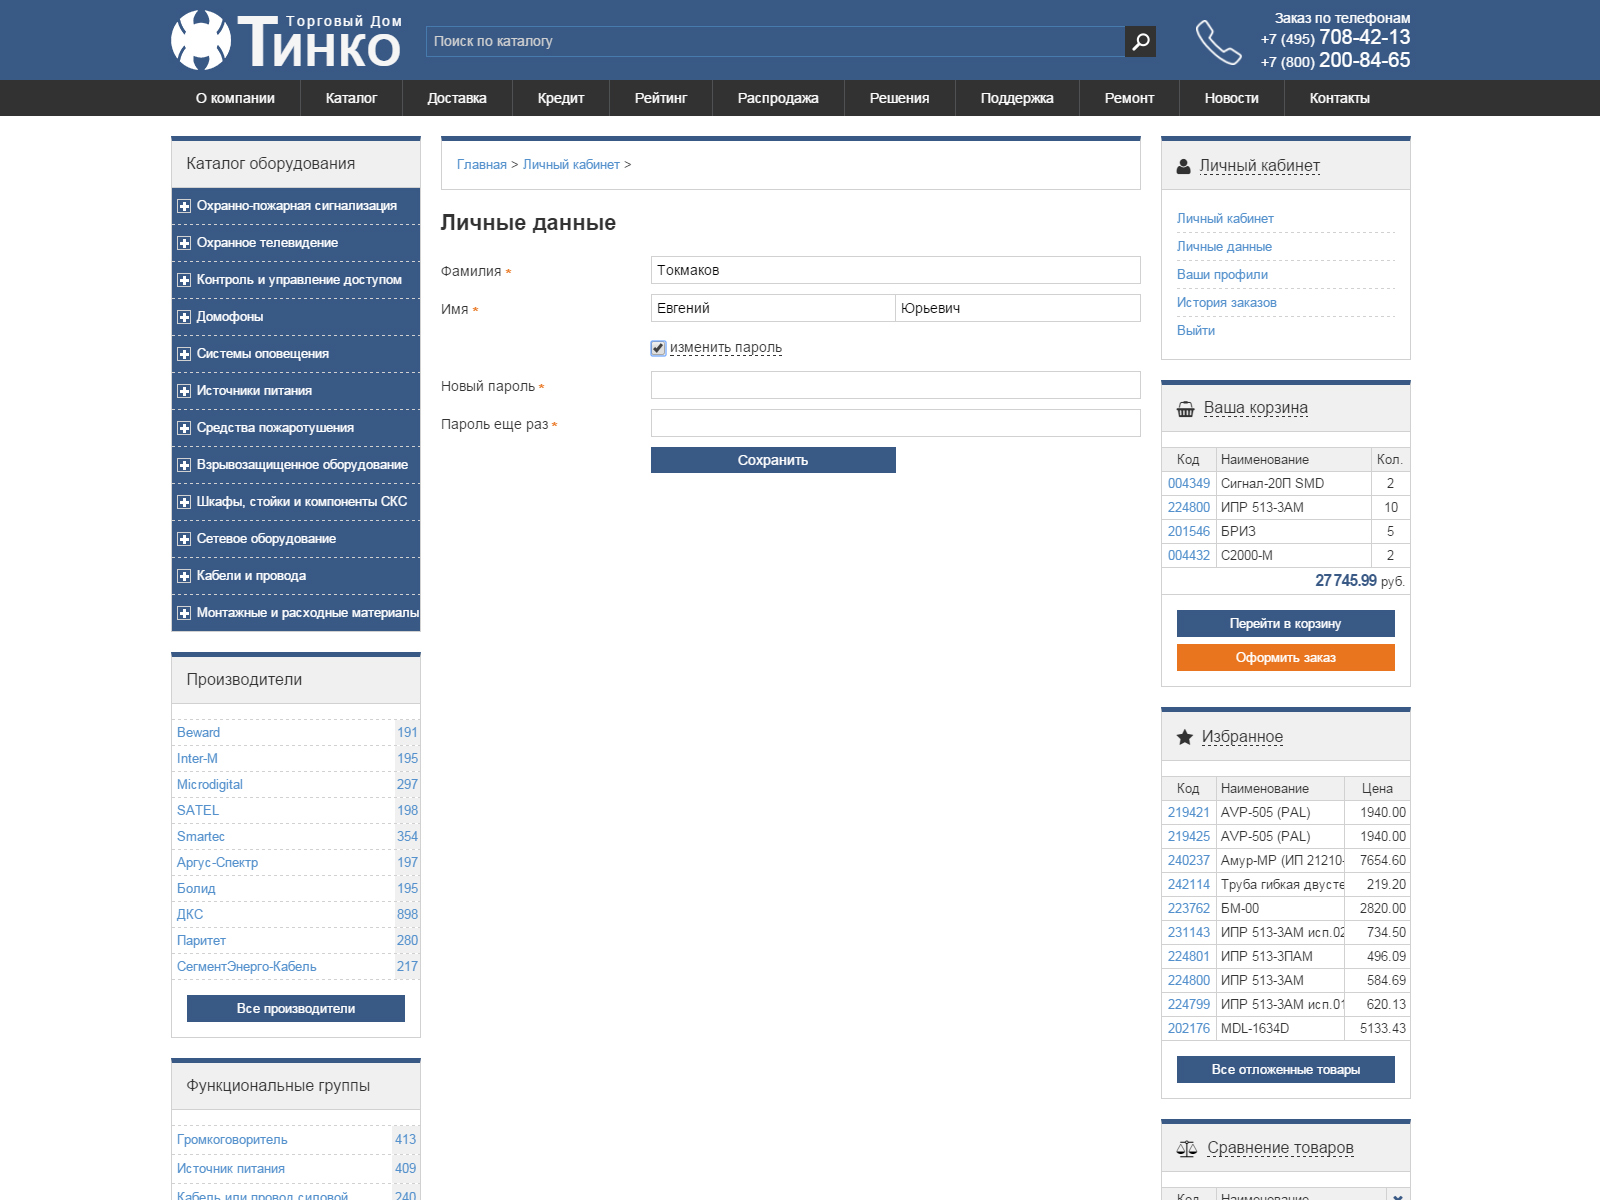 Торговый Дом
Тинко
Поиск по каталогу
Заказ по телефонам
+7 (495) 708-42-13
+7 (800) 200-84-65
О компании Каталог Доставка Кредит Рейтинг Распродажа Решения Поддержка Ремонт Новости Контакты
Каталог оборудования
Охранно-пожарная сигнализация
Охранное телевидение
Контроль и управление доступом
Домофоны
Системы оповещения
Источники питания
Средства пожаротушения
Взрывозащищенное оборудование
Шкафы, стойки и компоненты СКС
Сетевое оборудование
Кабели и провода
Монтажные и расходные материалы
Производители
Beward 191
Inter-M 195
Microdigital 297
SATEL 198
Smartec 354
Аргус-Спектр 197
Болид 195
ДКС 898
Паритет 280
СегментЭнерго-Кабель 217
Все производители
Функциональные группы
Громкоговоритель 413
Источник питания 409
Кабель или провод силовой 240
Главная > Личный кабинет >
Личные данные
Фамилия * Токмаков
Имя * Евгений Юрьевич
изменить пароль
Новый пароль *
Пароль еще раз *
Сохранить
Личный кабинет
Личный кабинет
Личные данные
Ваши профили
История заказов
Выйти
Ваша корзина
Код Наименование Кол.
004349 Сигнал-20П SMD 2
224800 ИПР 513-3АМ 10
201546 БРИЗ 5
004432 С2000-М 2
27 745.99 руб.
Перейти в корзину
Оформить заказ
Избранное
Код Наименование Цена
219421 AVP-505 (PAL) 1940.00
219425 AVP-505 (PAL) 1940.00
240237 Амур-МР (ИП 21210- 7654.60
242114 Труба гибкая двусте 219.20
223762 БМ-00 2820.00
231143 ИПР 513-3АМ исп.02 734.50
224801 ИПР 513-3ПАМ 496.09
224800 ИПР 513-3АМ 584.69
224799 ИПР 513-3АМ исп.01 620.13
202176 MDL-1634D 5133.43
Все отложенные товары
Сравнение товаров
Код Наименование